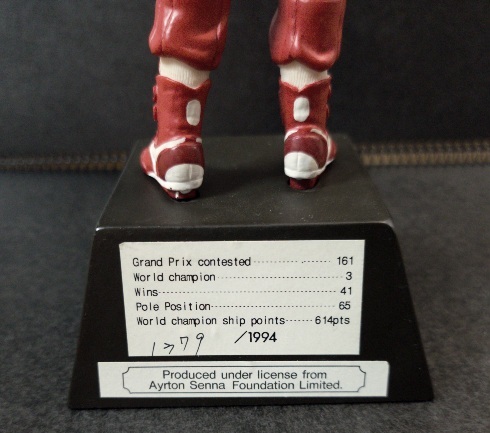 Grand Prix contested 161
World champion 3
Wins 41
Pole Position 65
World champion ship points 614pts
1779 /1994
Produced under license from
Ayrton Senna Foundation Limited.